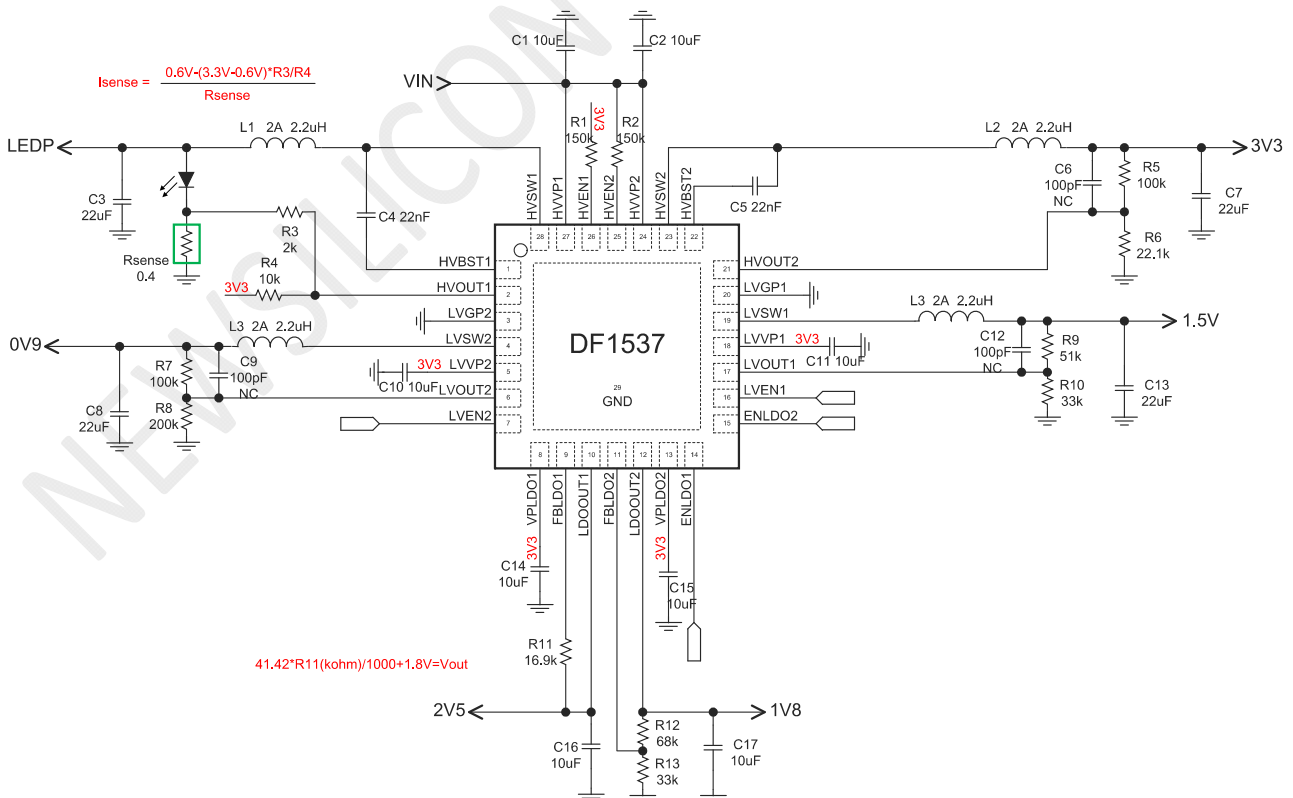 C1 10uF
C2 10uF
VIN
Isense =
0.6V-(3.3V-0.6V)*R3/R4
Rsense
R1
150k
3V3
R2
150k
L1 2A 2.2uH
L2 2A 2.2uH
LEDP
3V3
C3
22uF
C4 22nF
HVSW1
HVVP1
HVEN1
HVEN2
HVVP2
HVSW2
HVBST2
C5 22nF
C6
100pF
NC
R5
100k
C7
22uF
R3
2k
R6
22.1k
Rsense
0.4
R4
10k
3V3
28
27
26
25
24
23
22
HVBST1
1
21
HVOUT2
HVOUT1
2
20
LVGP1
LVGP2
3
19
LVSW1
L3 2A 2.2uH
1.5V
0V9
L3 2A 2.2uH
LVSW2
4
DF1537
18
LVVP1
3V3
C11 10uF
C12
100pF
NC
R9
51k
R7
100k
C9
100pF
NC
3V3
LVVP2
C10 10uF
5
17
LVOUT1
R10
33k
C13
22uF
C8
22uF
R8
200k
LVOUT2
6
29
GND
16
LVEN1
LVEN2
7
15
ENLDO2
8
9
10
11
12
13
14
VPLDO1
FBLDO1
LDOOUT1
FBLDO2
LDOOUT2
VPLDO2
ENLDO1
3V3
3V3
C14
10uF
C15
10uF
R11
16.9k
41.42*R11(kohm)/1000+1.8V=Vout
2V5
1V8
C16
10uF
R12
68k
R13
33k
C17
10uF
NEWSILICON